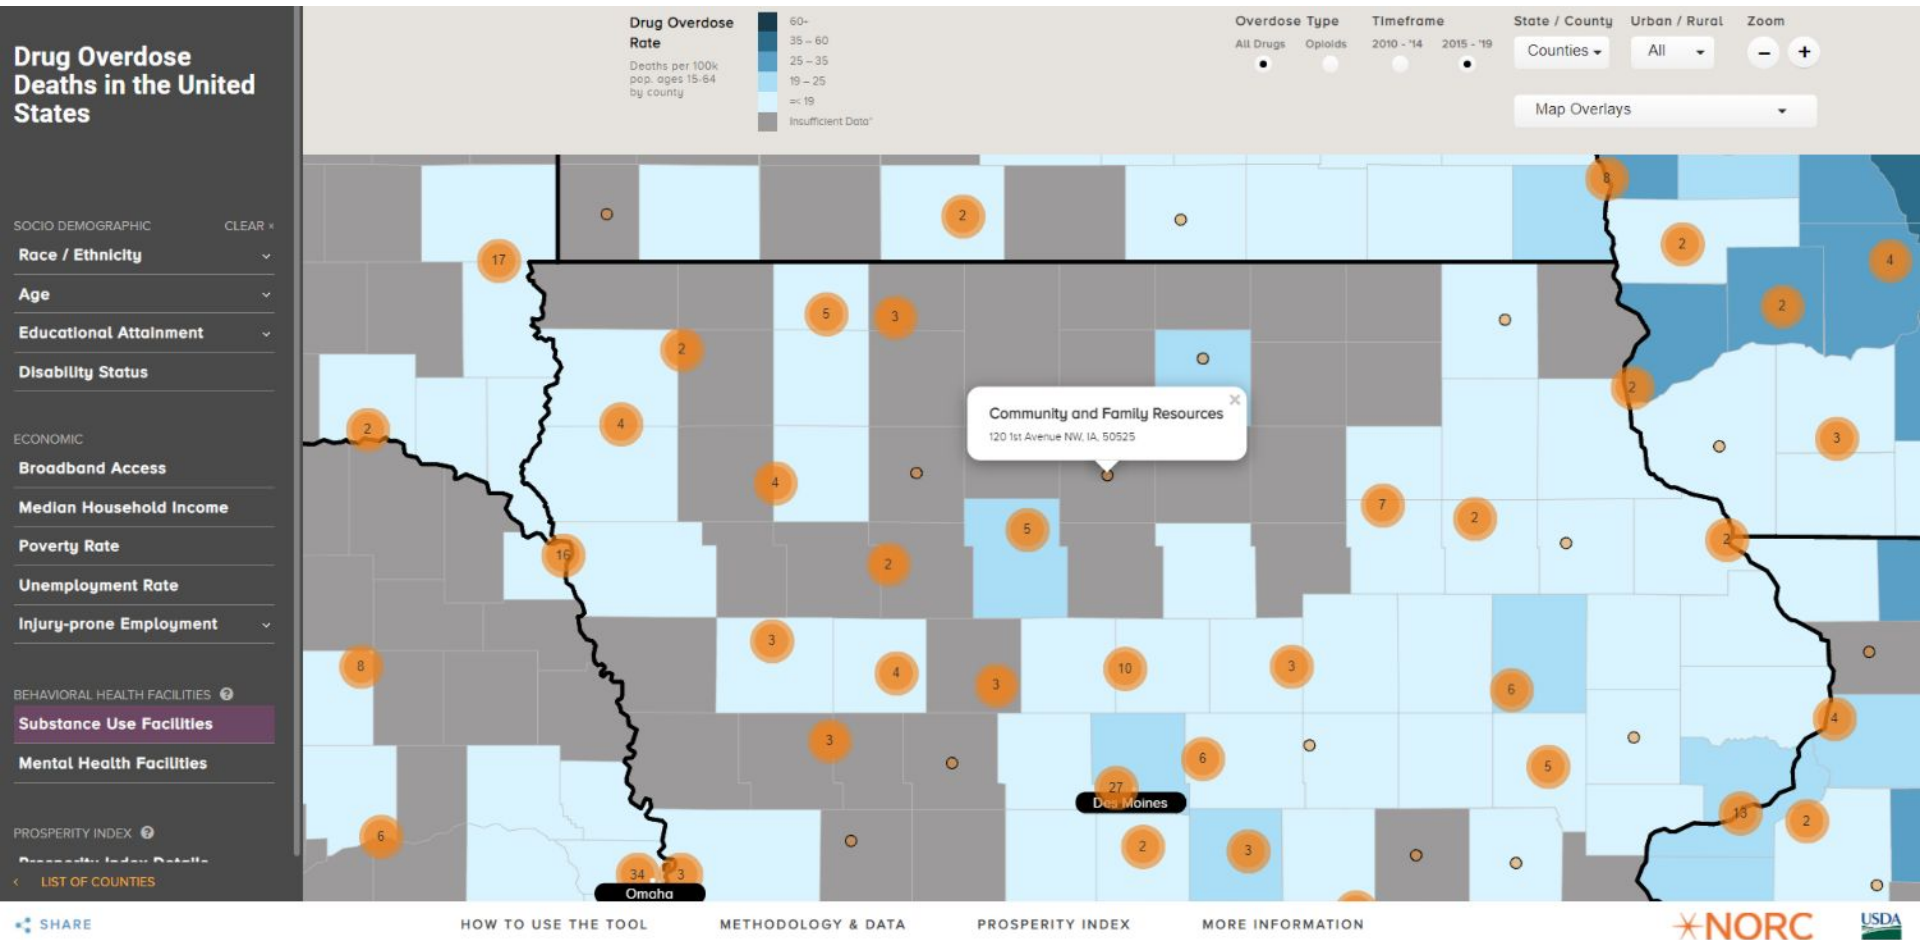 Drug Overdose
Deaths in the United
States
SOCIO DEMOGRAPHIC
CLEAR ×
Race / Ethnicity
Age
Educational Attainment
Disability Status
ECONOMIC
Broadband Access
Median Household Income
Poverty Rate
Unemployment Rate
Injury-prone Employment
BEHAVIORAL HEALTH FACILITIES ?
Substance Use Facilities
Mental Health Facilities
PROSPERITY INDEX ?
Prosperity Index Details
‹ LIST OF COUNTIES
Drug Overdose
Rate
Deaths per 100k
pop. ages 15-64
by county
60+
35 – 60
25 – 35
19 – 25
=< 19
Insufficient Data*
Overdose Type
All Drugs
Opioids
Timeframe
2010 - '14
2015 - '19
State / County
Counties
Urban / Rural
All
Zoom
− +
Map Overlays
8
2
2
17
4
2
5
3
2
2
4
2
3
Community and Family Resources ×
120 1st Avenue NW, IA, 50525
4
7
2
5
2
16
2
3
8
4
3
10
3
6
4
3
6
5
27
Des Moines
13
2
6
2
3
34
3
Omaha
SHARE
HOW TO USE THE TOOL
METHODOLOGY & DATA
PROSPERITY INDEX
MORE INFORMATION
NORC
USDA